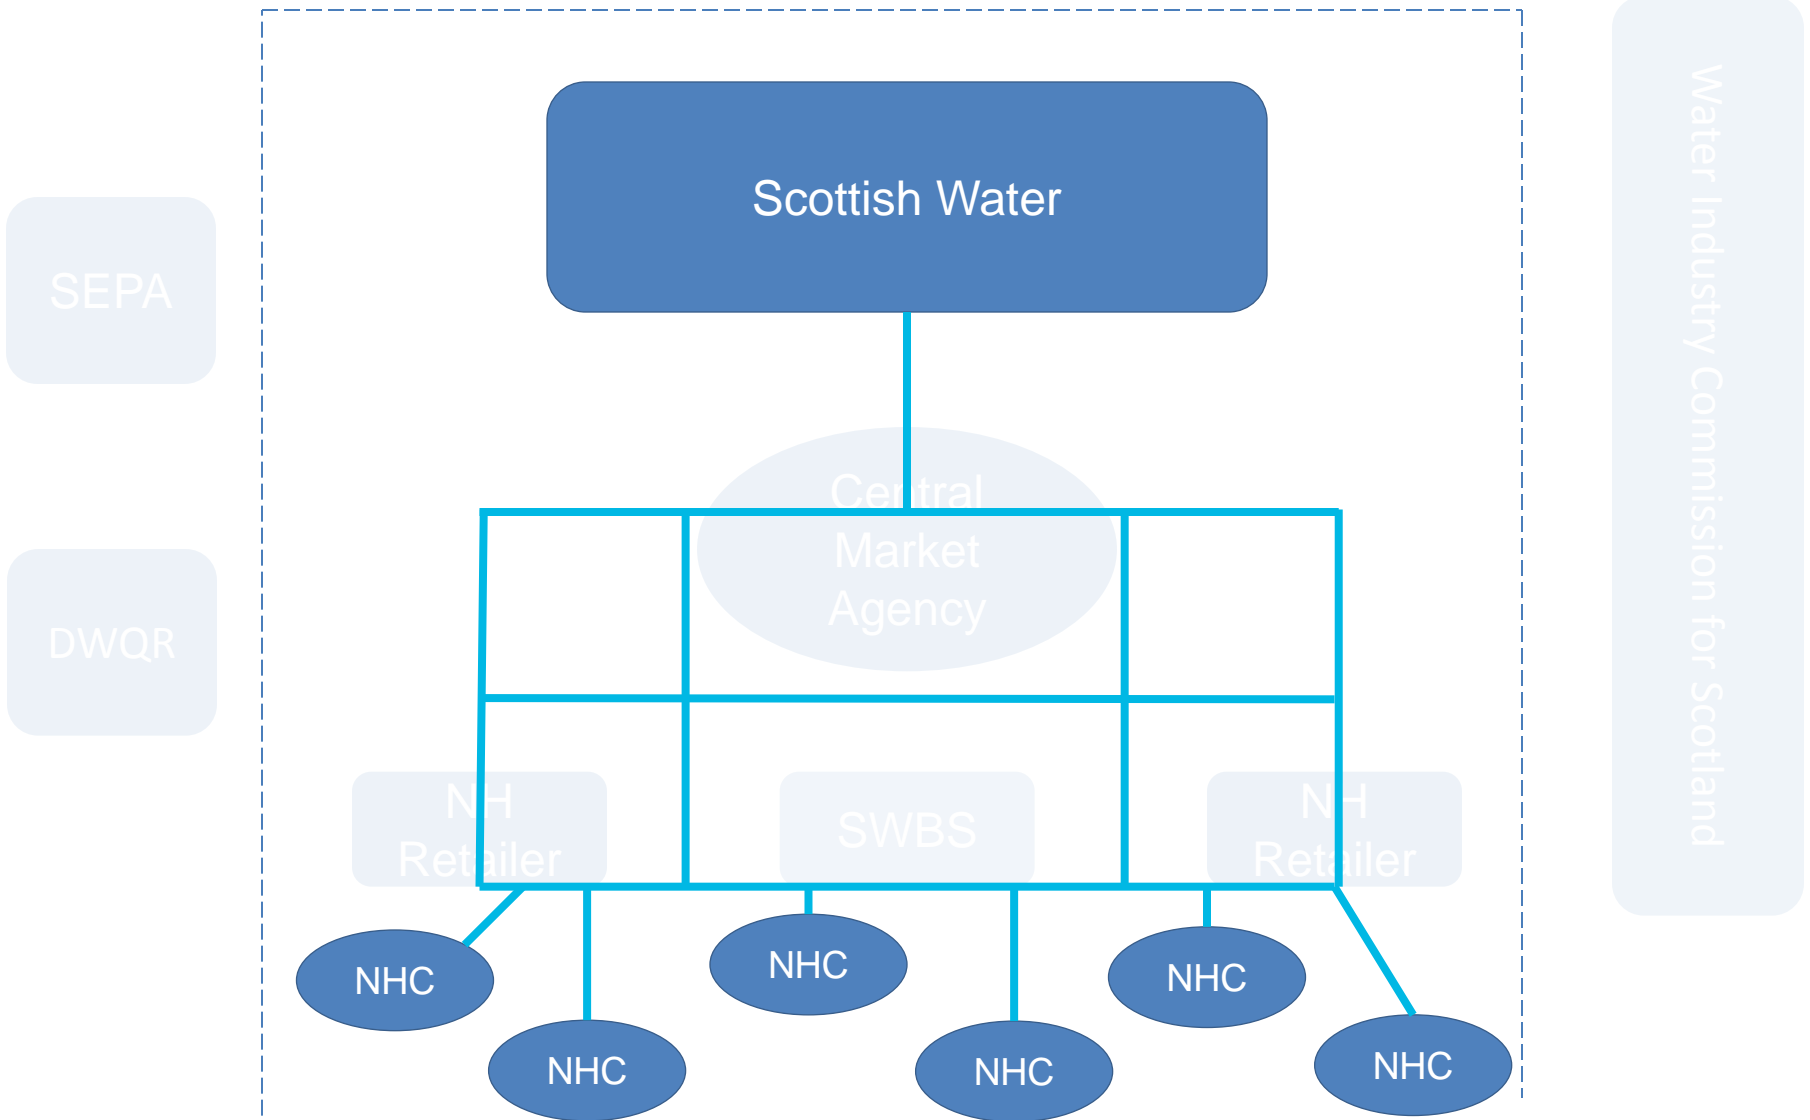 Scottish Water
SEPA
DWQR
Water Industry Commission for Scotland
Central
Market
Agency
NH
Retailer
SWBS
NH
Retailer
NHC
NHC
NHC
NHC
NHC
NHC